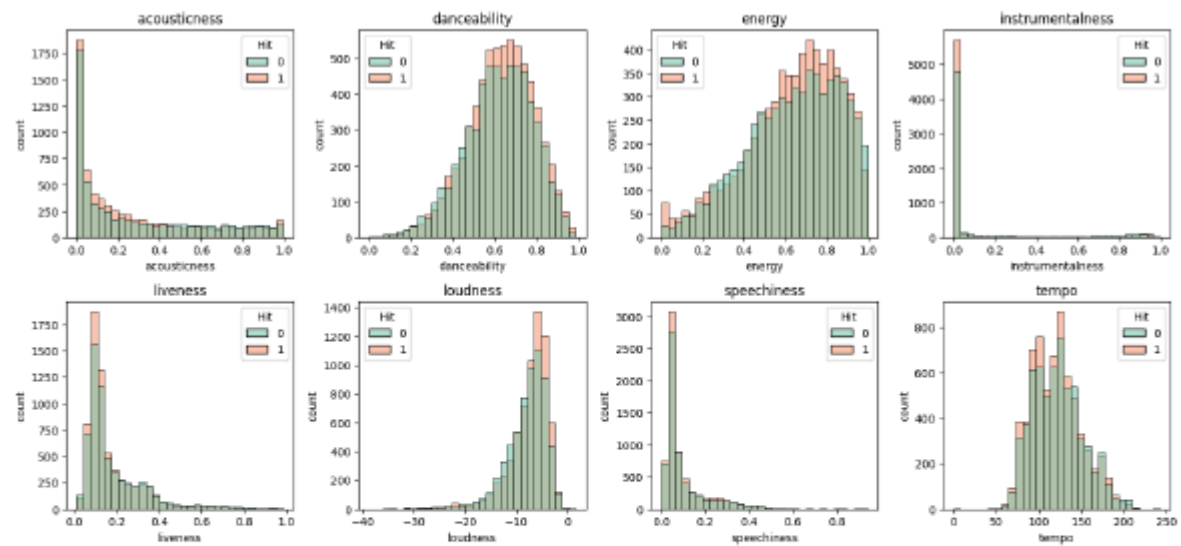 acousticness
Hit
0
1
count
1750
1500
1250
1000
750
500
250
0
0.0 0.2 0.4 0.6 0.8 1.0
acousticness
danceability
Hit
0
1
count
500
400
300
200
100
0
0.0 0.2 0.4 0.6 0.8 1.0
danceability
energy
Hit
0
1
count
400
350
300
250
200
150
100
50
0
0.0 0.2 0.4 0.6 0.8 1.0
energy
instrumentalness
Hit
0
1
count
5000
4000
3000
2000
1000
0
0.0 0.2 0.4 0.6 0.8 1.0
instrumentalness
liveness
Hit
0
1
count
1750
1500
1250
1000
750
500
250
0
0.0 0.2 0.4 0.6 0.8 1.0
liveness
loudness
Hit
0
1
count
1400
1200
1000
800
600
400
200
0
−40 −30 −20 −10 0
loudness
speechiness
Hit
0
1
count
3000
2500
2000
1500
1000
500
0
0.0 0.2 0.4 0.6 0.8
speechiness
tempo
Hit
0
1
count
800
600
400
200
0
0 50 100 150 200 250
tempo